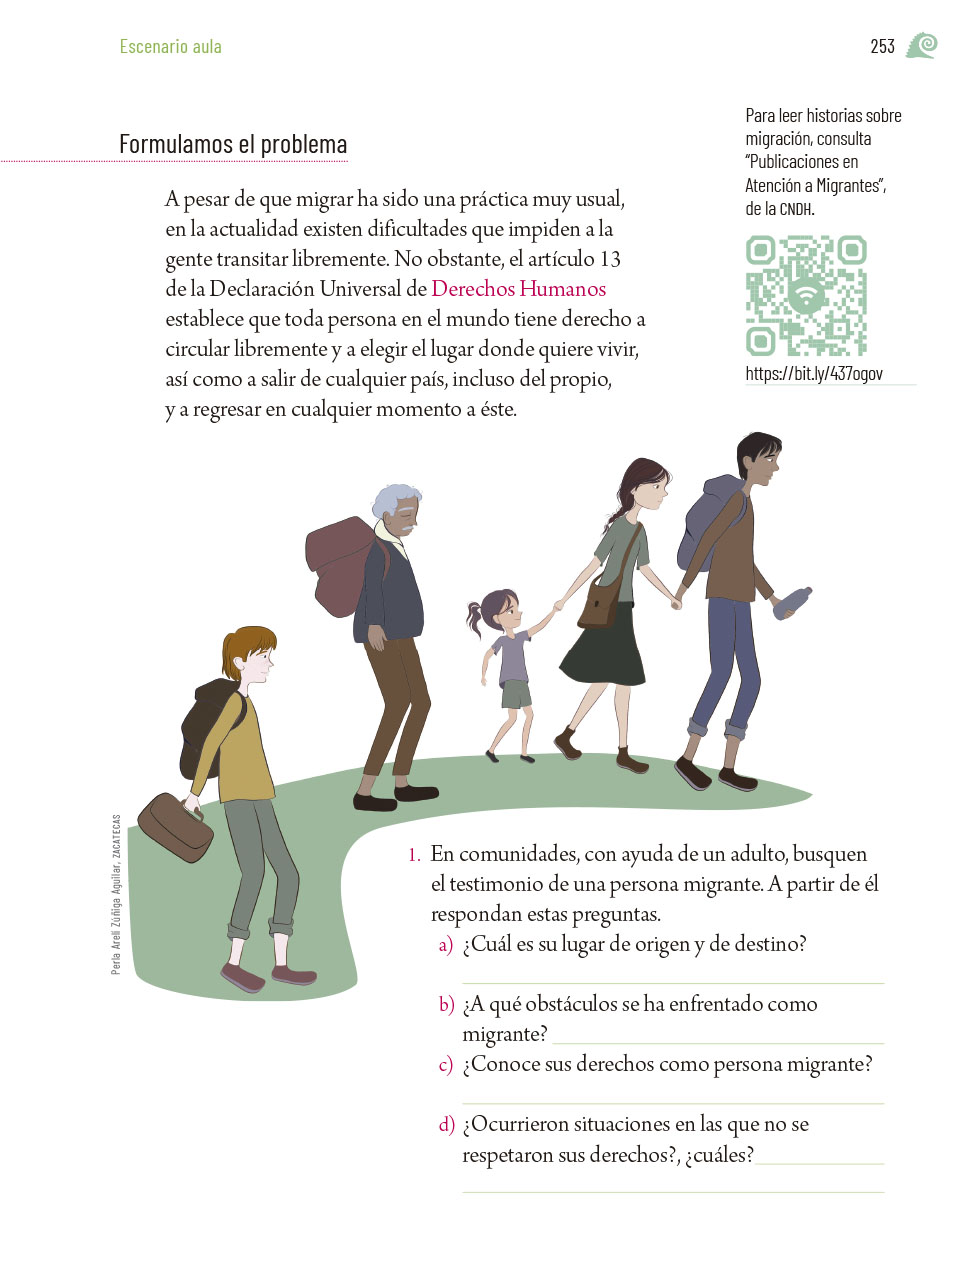 Escenario aula
253
Formulamos el problema
A pesar de que migrar ha sido una práctica muy usual,
en la actualidad existen dificultades que impiden a la
gente transitar libremente. No obstante, el artículo 13
de la Declaración Universal de Derechos Humanos
establece que toda persona en el mundo tiene derecho a
circular libremente y a elegir el lugar donde quiere vivir,
así como a salir de cualquier país, incluso del propio,
y a regresar en cualquier momento a éste.
Para leer historias sobre
migración, consulta
“Publicaciones en
Atención a Migrantes”,
de la CNDH.
https://bit.ly/437ogov
Perla Areli Zúñiga Aguilar, ZACATECAS
1. En comunidades, con ayuda de un adulto, busquen
el testimonio de una persona migrante. A partir de él
respondan estas preguntas.
a) ¿Cuál es su lugar de origen y de destino?
b) ¿A qué obstáculos se ha enfrentado como
migrante?
c) ¿Conoce sus derechos como persona migrante?
d) ¿Ocurrieron situaciones en las que no se
respetaron sus derechos?, ¿cuáles?